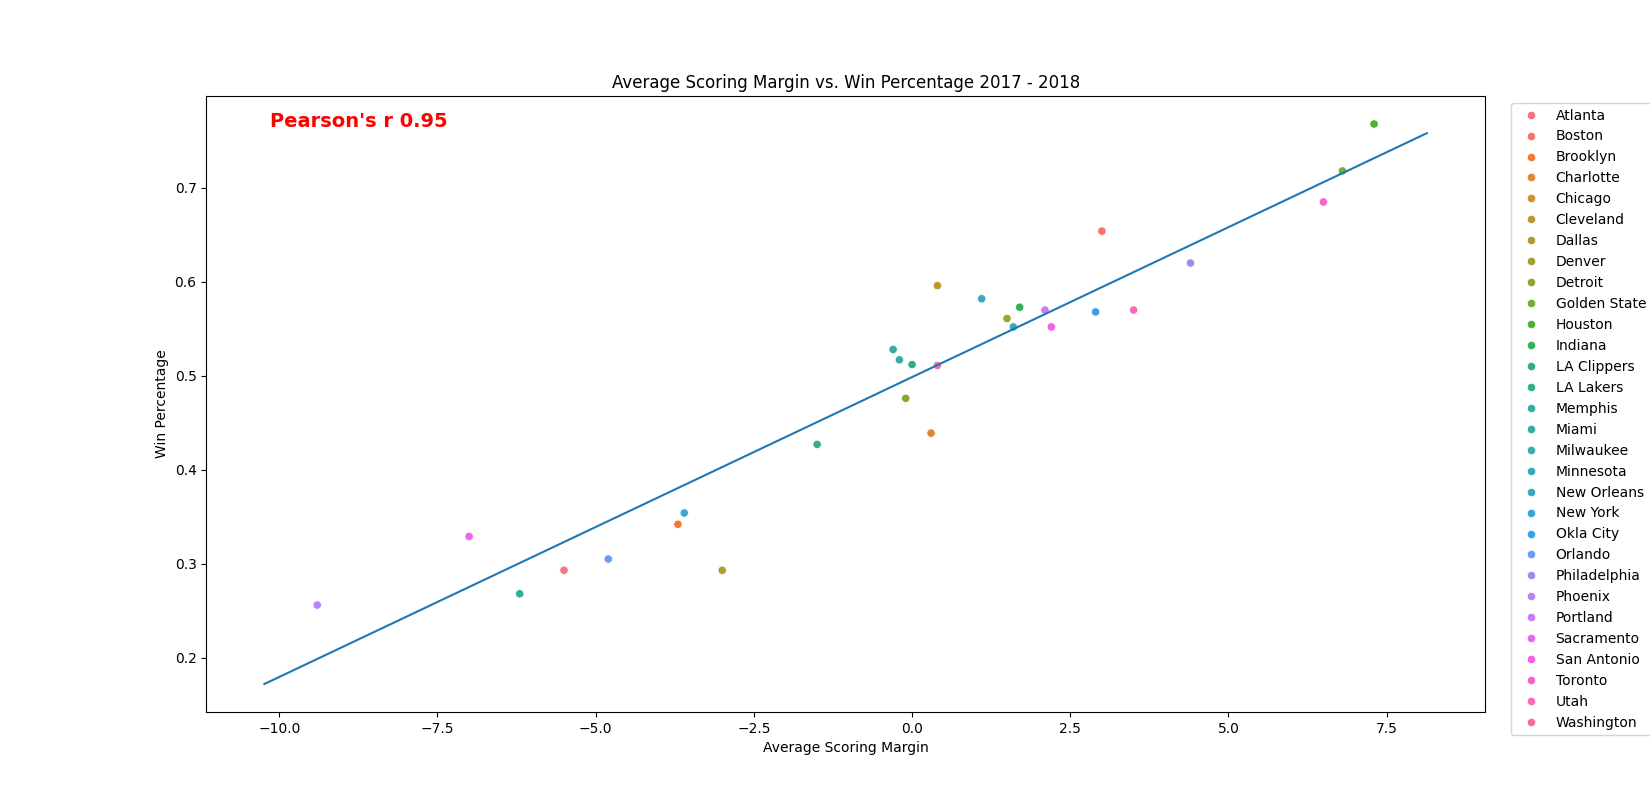 Average Scoring Margin vs. Win Percentage 2017 - 2018
Pearson's r 0.95
Win Percentage
0.7
0.6
0.5
0.4
0.3
0.2
−10.0 −7.5 −5.0 −2.5 0.0 2.5 5.0 7.5
Average Scoring Margin
Atlanta
Boston
Brooklyn
Charlotte
Chicago
Cleveland
Dallas
Denver
Detroit
Golden State
Houston
Indiana
LA Clippers
LA Lakers
Memphis
Miami
Milwaukee
Minnesota
New Orleans
New York
Okla City
Orlando
Philadelphia
Phoenix
Portland
Sacramento
San Antonio
Toronto
Utah
Washington